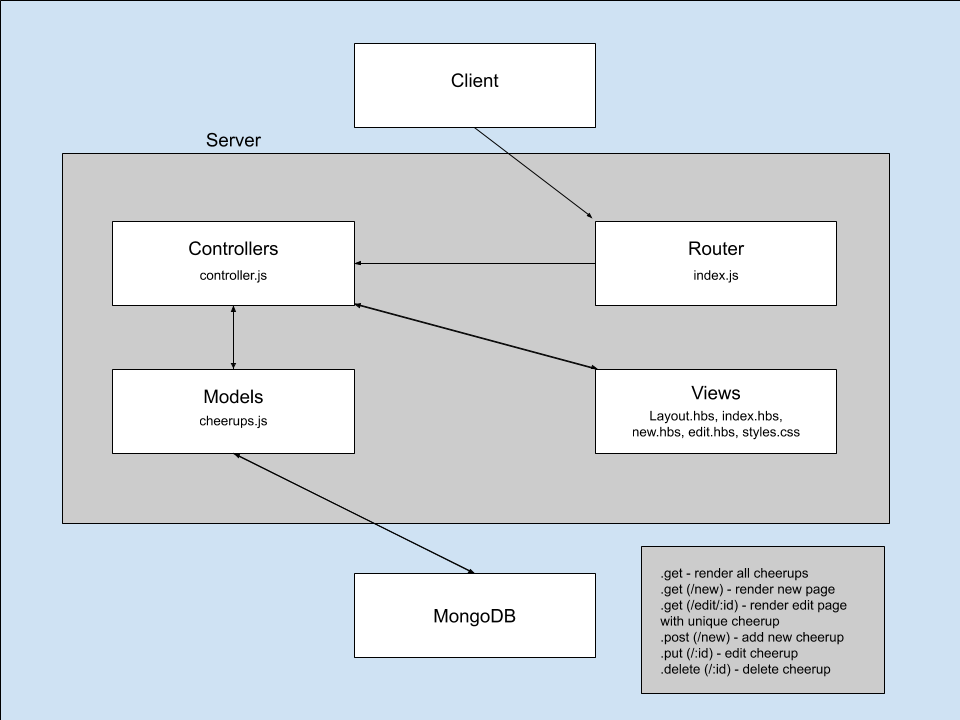 Client
Server
Controllers
controller.js
Router
index.js
Models
cheerups.js
Views
Layout.hbs, index.hbs,
new.hbs, edit.hbs, styles.css
MongoDB
.get - render all cheerups
.get (/new) - render new page
.get (/edit/:id) - render edit page
with unique cheerup
.post (/new) - add new cheerup
.put (/:id) - edit cheerup
.delete (/:id) - delete cheerup